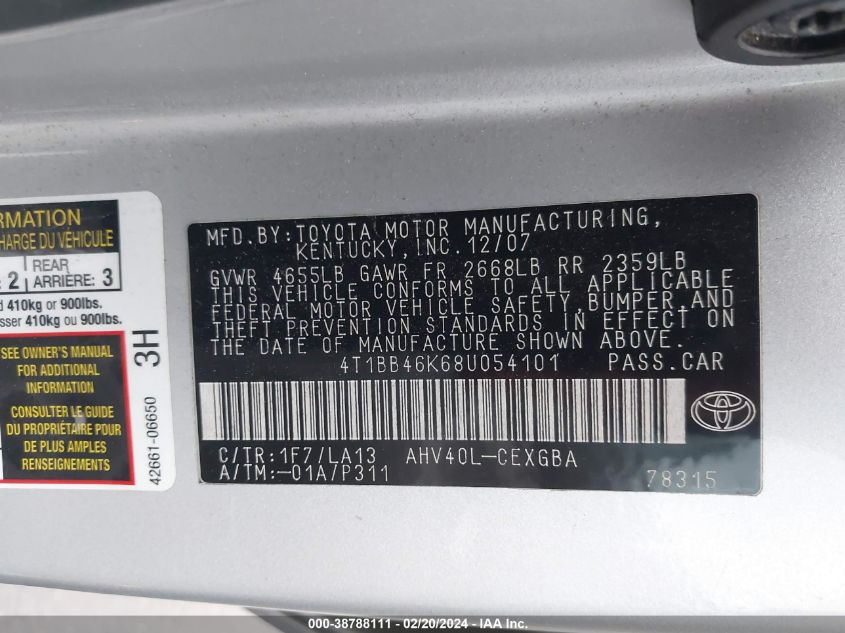 RMATION
HARGE DU VÉHICULE
2 REAR ARRIÈRE: 3
410kg or 900lbs.
sser 410kg ou 900lbs.
SEE OWNER'S MANUAL
FOR ADDITIONAL
INFORMATION
CONSULTER LE GUIDE
DU PROPRIÉTAIRE POUR
DE PLUS AMPLES
RENSEIGNEMENTS
3H
42661-06650
MFD.BY:TOYOTA MOTOR MANUFACTURING,
KENTUCKY,INC.12/07
GVWR 4655LB GAWR FR 2668LB RR 2359LB
THIS VEHICLE CONFORMS TO ALL APPLICABLE
FEDERAL MOTOR VEHICLE SAFETY,BUMPER,AND
THEFT PREVENTION STANDARDS IN EFFECT ON
THE DATE OF MANUFACTURE SHOWN ABOVE.
4T1BB46K68U054101 PASS.CAR
C/TR:1F7/LA13 AHV40L-CEXGBA
A/TM:-01A/P311
78315
000-38788111 - 02/20/2024 - IAA Inc.